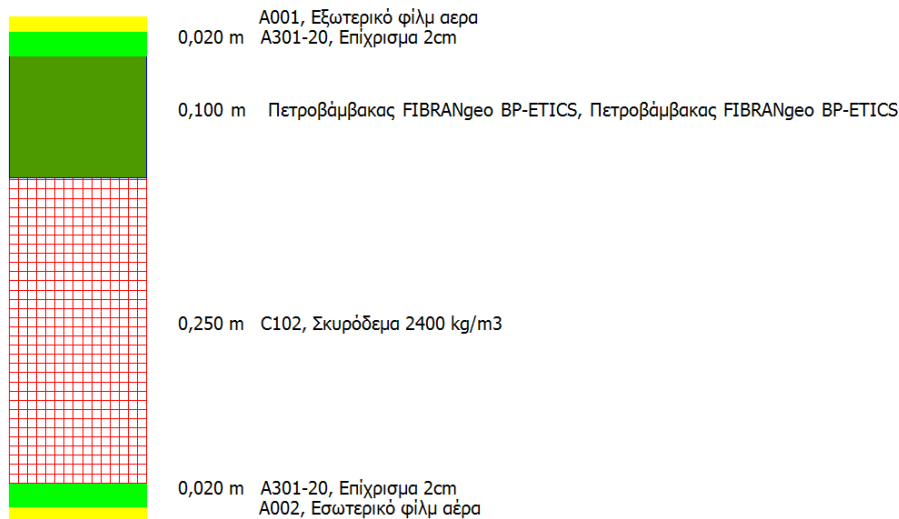 A001, Εξωτερικό φίλμ αερα
0,020 m A301-20, Επίχρισμα 2cm
0,100 m Πετροβάμβακας FIBRANgeo BP-ETICS, Πετροβάμβακας FIBRANgeo BP-ETICS
0,250 m C102, Σκυρόδεμα 2400 kg/m3
0,020 m A301-20, Επίχρισμα 2cm
A002, Εσωτερικό φίλμ αέρα